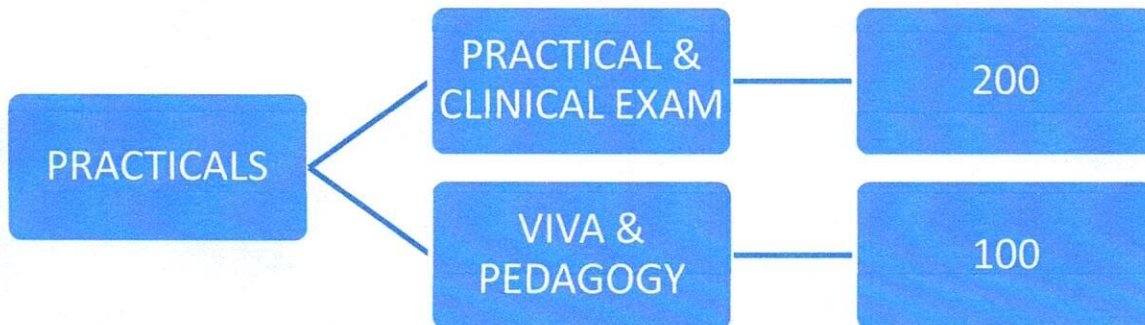 PRACTICALS
PRACTICAL &
CLINICAL EXAM
200
VIVA &
PEDAGOGY
100